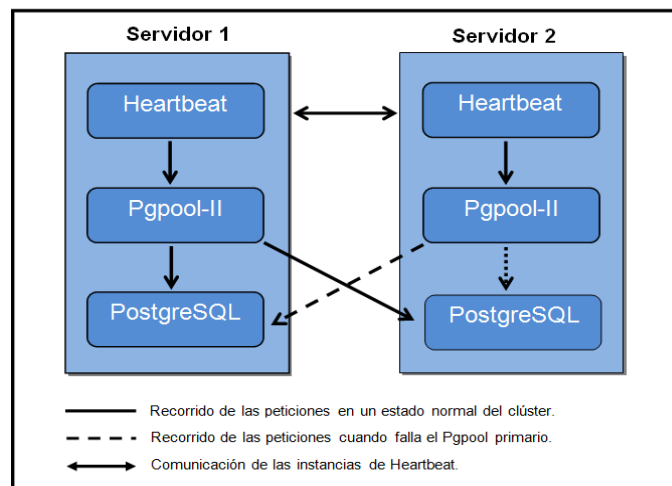 Servidor 1
Servidor 2
Heartbeat
Heartbeat
Pgpool-II
Pgpool-II
PostgreSQL
PostgreSQL
Recorrido de las peticiones en un estado normal del clúster.
Recorrido de las peticiones cuando falla el Pgpool primario.
Comunicación de las instancias de Heartbeat.